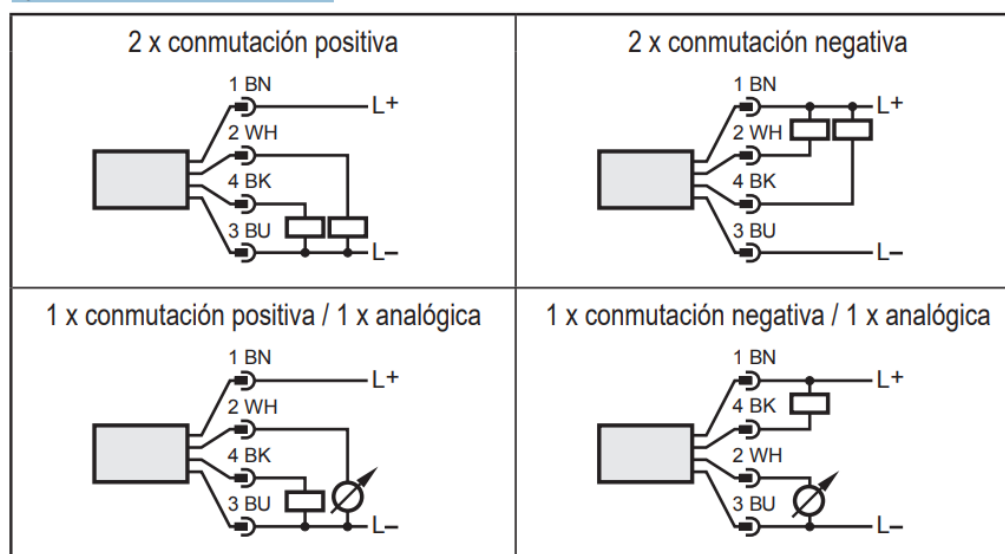 2 x conmutación positiva
1 BN
L+
2 WH
4 BK
3 BU
L–
2 x conmutación negativa
1 BN
L+
2 WH
4 BK
3 BU
L–
1 x conmutación positiva / 1 x analógica
1 BN
L+
2 WH
4 BK
3 BU
L–
1 x conmutación negativa / 1 x analógica
1 BN
L+
4 BK
2 WH
3 BU
L–